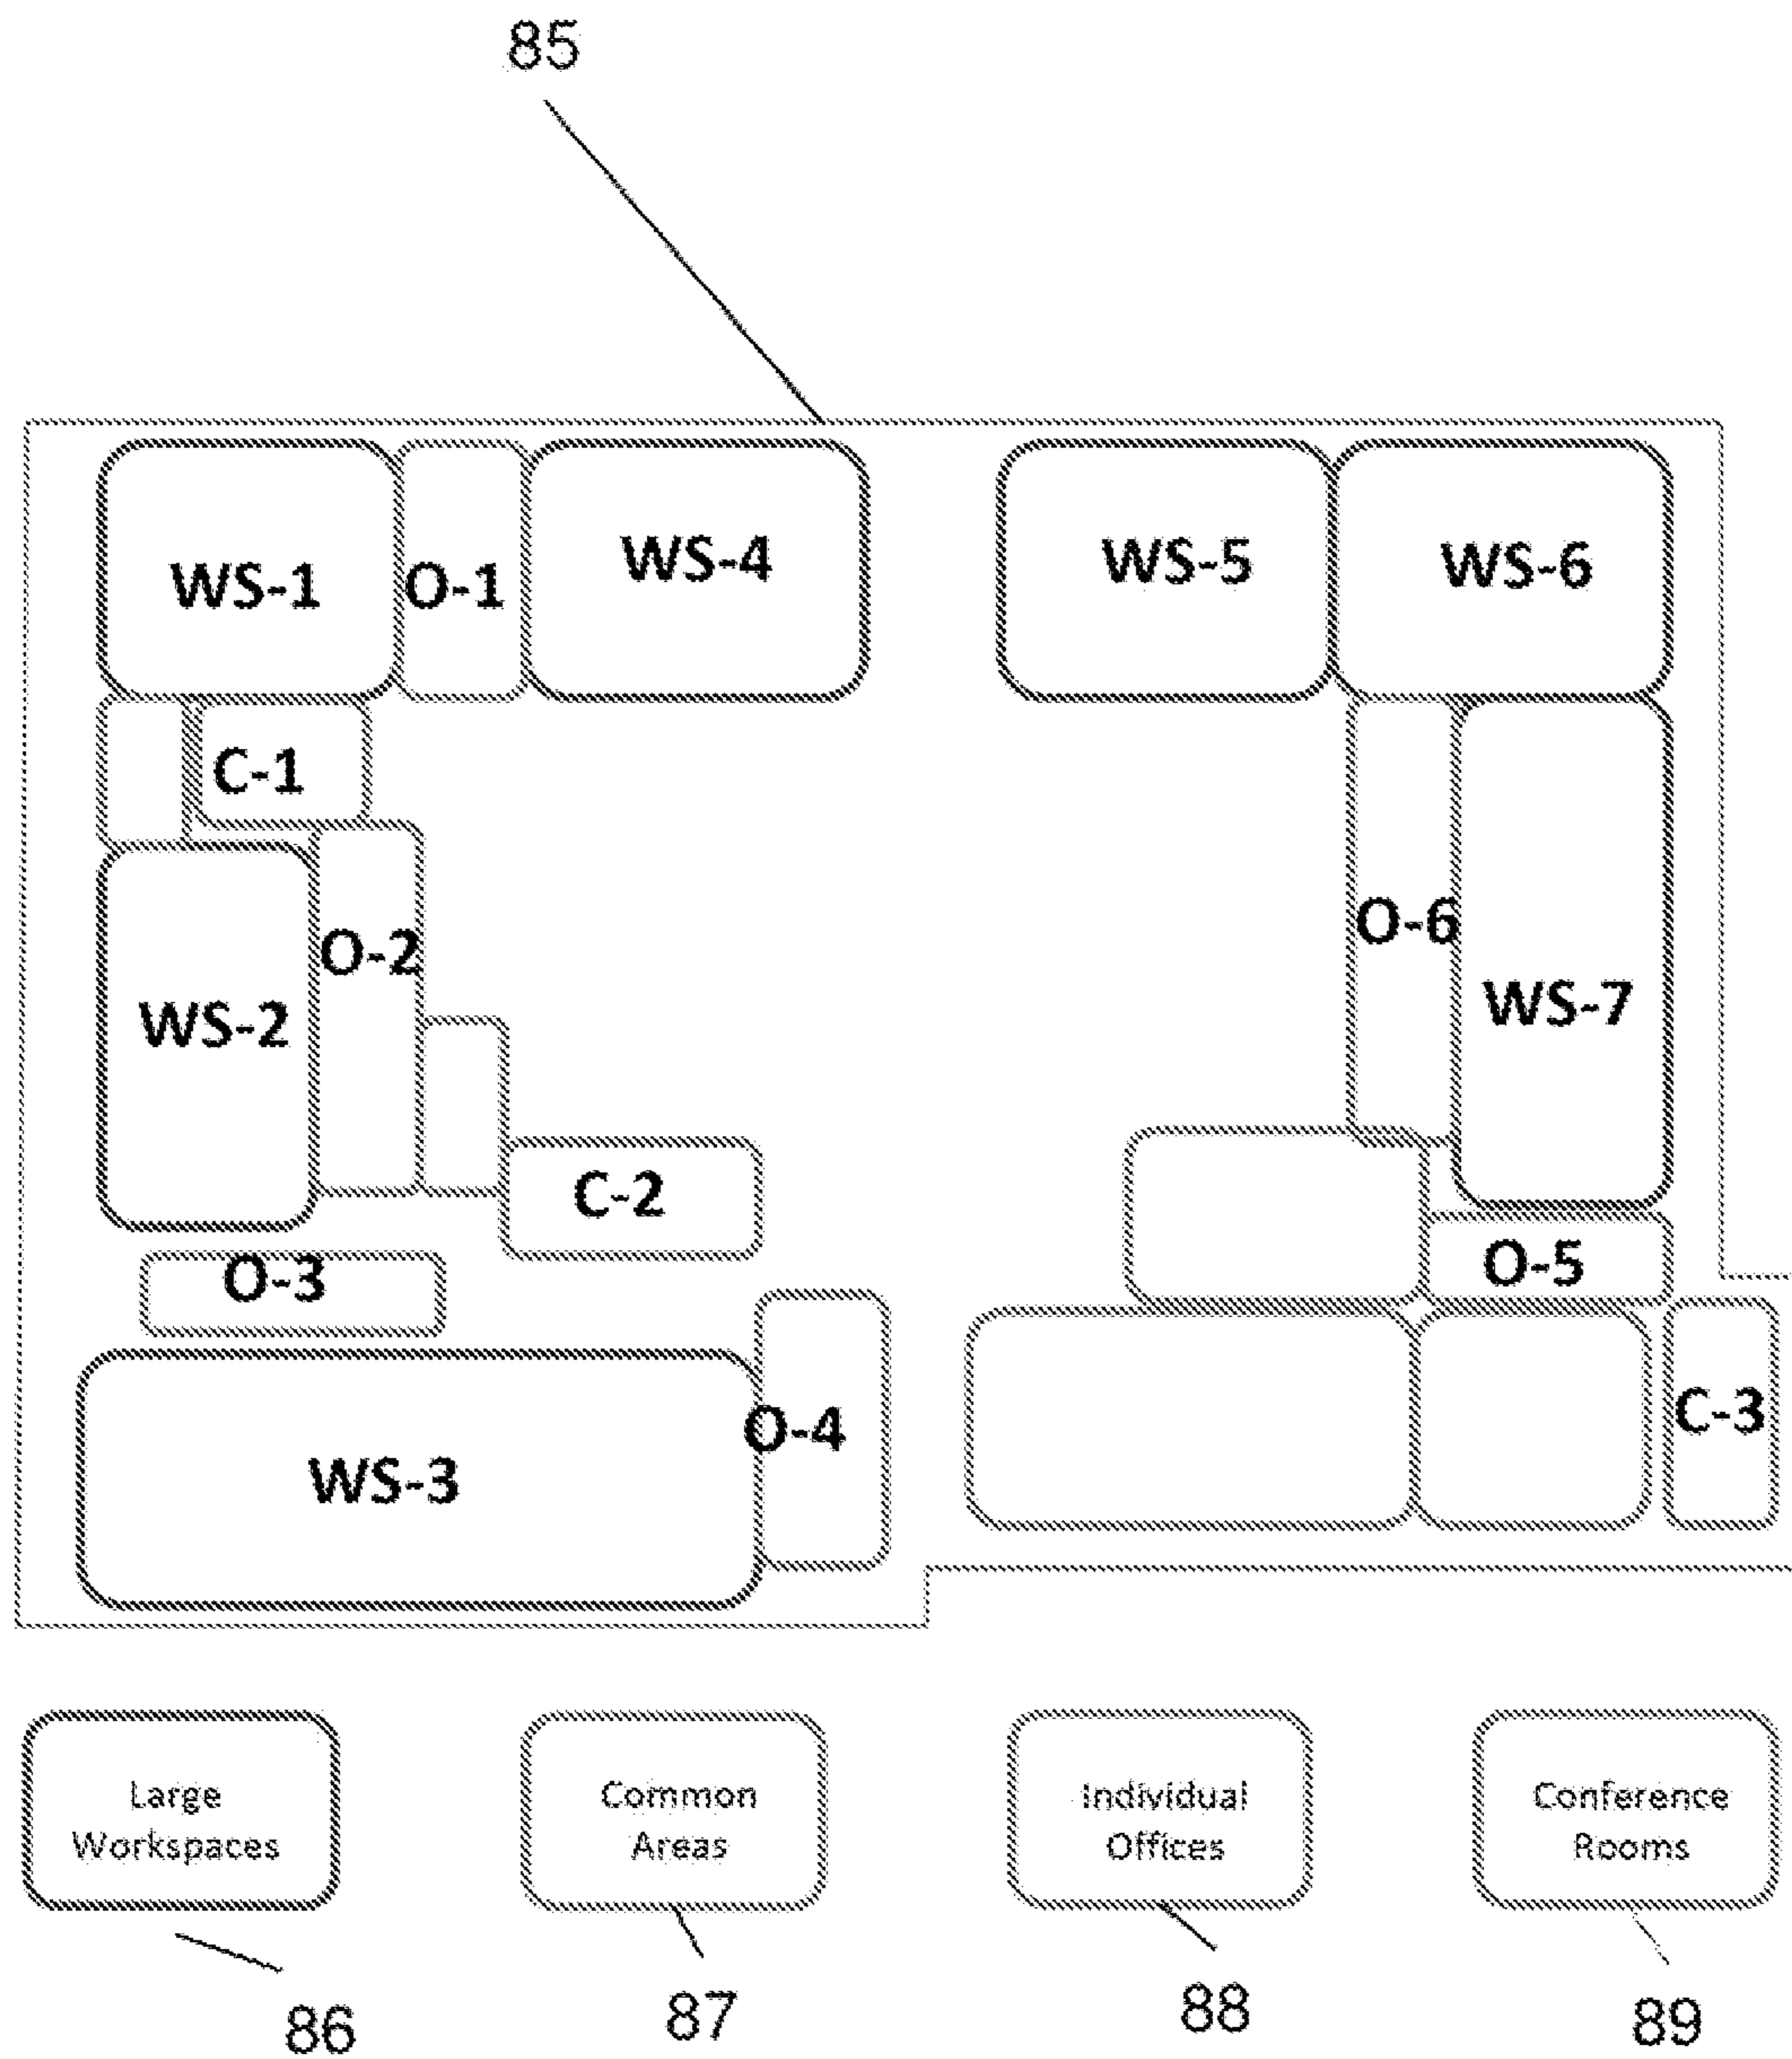 85
WS-1
O-1
WS-4
WS-5
WS-6
C-1
O-2
O-6
WS-2
WS-7
C-2
O-3
O-5
O-4
C-3
WS-3
Large
Workspaces
Common
Areas
Individual
Offices
Conference
Rooms
86
87
88
89